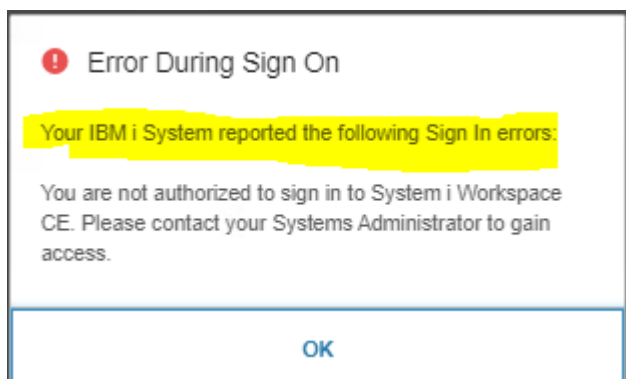 Error During Sign On
Your IBM i System reported the following Sign In errors:
You are not authorized to sign in to System i Workspace
CE. Please contact your Systems Administrator to gain
access.
OK